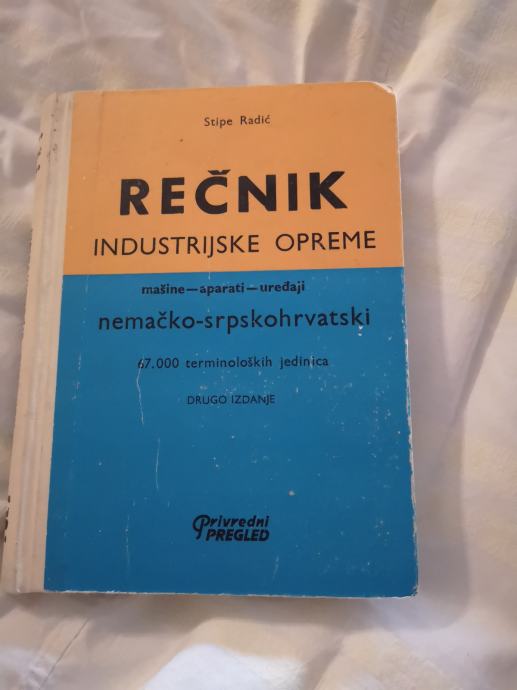 Stipe Radić
REČNIK
INDUSTRIJSKE OPREME
mašine—aparati—uređaji
nemačko-srpskohrvatski
67.000 terminoloških jedinica
DRUGO IZDANJE
Privredni
PREGLED